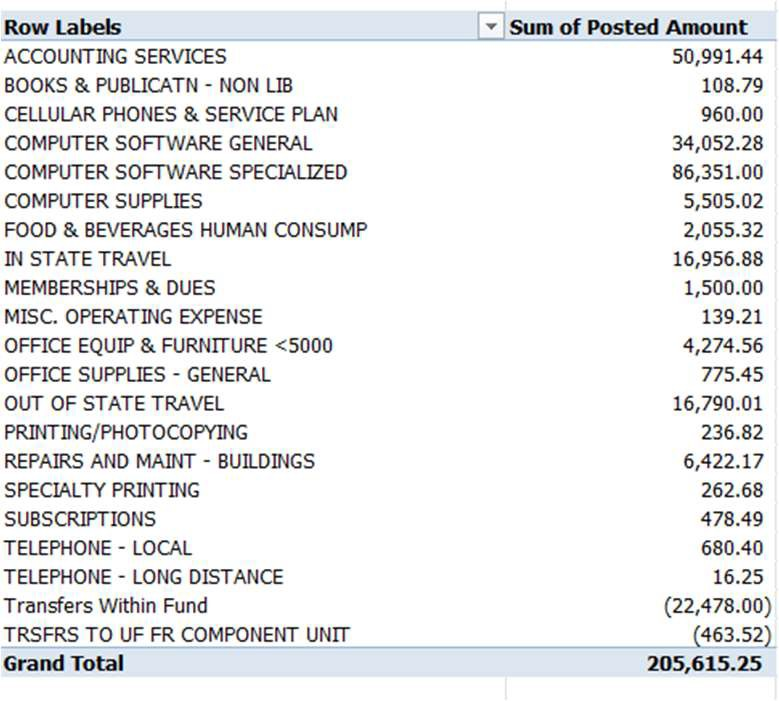 Row Labels Sum of Posted Amount
ACCOUNTING SERVICES 50,991.44
BOOKS & PUBLICATN - NON LIB 108.79
CELLULAR PHONES & SERVICE PLAN 960.00
COMPUTER SOFTWARE GENERAL 34,052.28
COMPUTER SOFTWARE SPECIALIZED 86,351.00
COMPUTER SUPPLIES 5,505.02
FOOD & BEVERAGES HUMAN CONSUMP 2,055.32
IN STATE TRAVEL 16,956.88
MEMBERSHIPS & DUES 1,500.00
MISC. OPERATING EXPENSE 139.21
OFFICE EQUIP & FURNITURE <5000 4,274.56
OFFICE SUPPLIES - GENERAL 775.45
OUT OF STATE TRAVEL 16,790.01
PRINTING/PHOTOCOPYING 236.82
REPAIRS AND MAINT - BUILDINGS 6,422.17
SPECIALTY PRINTING 262.68
SUBSCRIPTIONS 478.49
TELEPHONE - LOCAL 680.40
TELEPHONE - LONG DISTANCE 16.25
Transfers Within Fund (22,478.00)
TRSFRS TO UF FR COMPONENT UNIT (463.52)
Grand Total 205,615.25